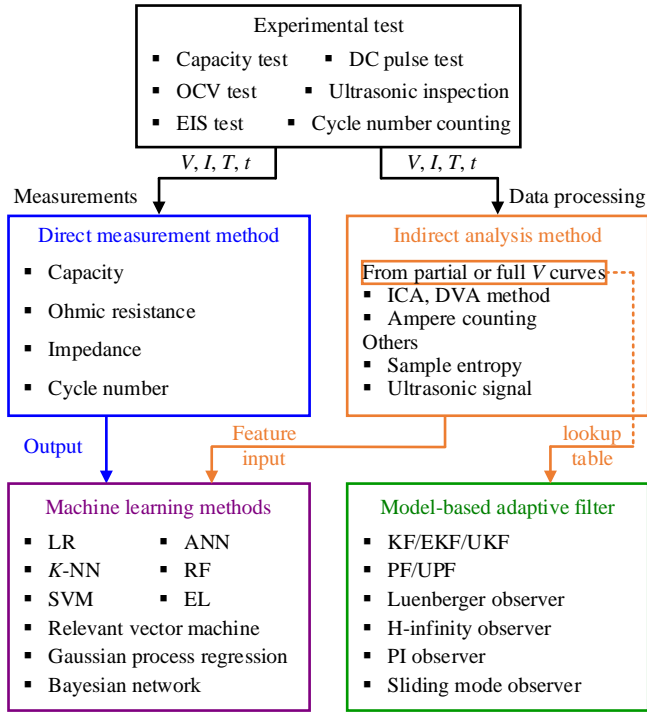 Experimental test
▪ Capacity test ▪ DC pulse test
▪ OCV test ▪ Ultrasonic inspection
▪ EIS test ▪ Cycle number counting
V, I, T, t V, I, T, t
Measurements Data processing
Direct measurement method
▪ Capacity
▪ Ohmic resistance
▪ Impedance
▪ Cycle number
Indirect analysis method
From partial or full V curves
▪ ICA, DVA method
▪ Ampere counting
Others
▪ Sample entropy
▪ Ultrasonic signal
Output
Feature
input
lookup
table
Machine learning methods
▪ LR ▪ ANN
▪ K-NN ▪ RF
▪ SVM ▪ EL
▪ Relevant vector machine
▪ Gaussian process regression
▪ Bayesian network
Model-based adaptive filter
▪ KF/EKF/UKF
▪ PF/UPF
▪ Luenberger observer
▪ H-infinity observer
▪ PI observer
▪ Sliding mode observer